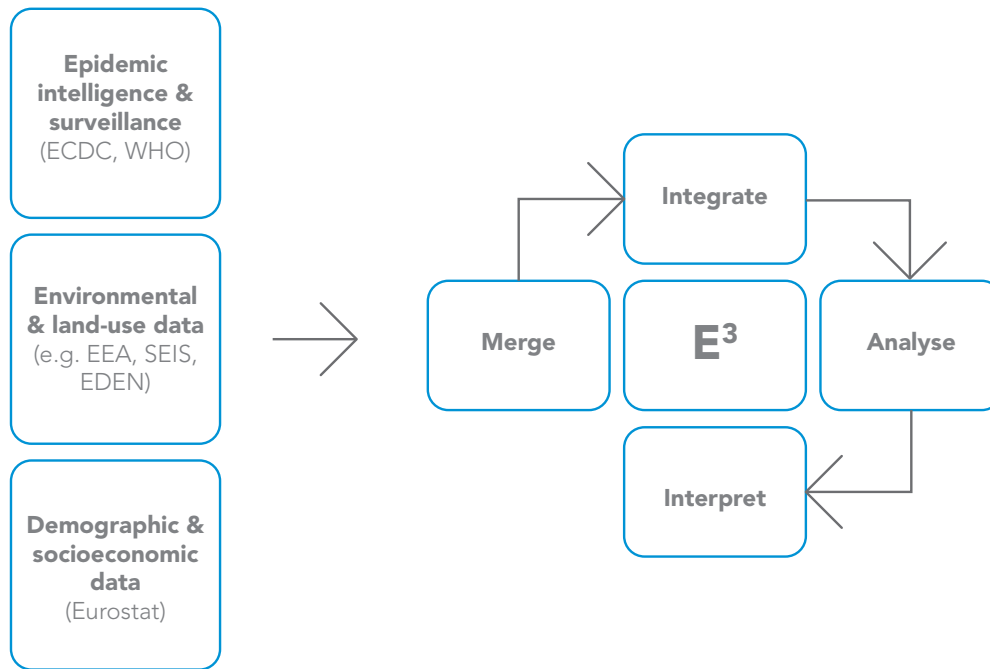 Epidemic
intelligence &
surveillance
(ECDC, WHO)
Environmental
& land-use data
(e.g. EEA, SEIS,
EDEN)
Demographic &
socioeconomic
data
(Eurostat)
Integrate
Merge
E³
Analyse
Interpret